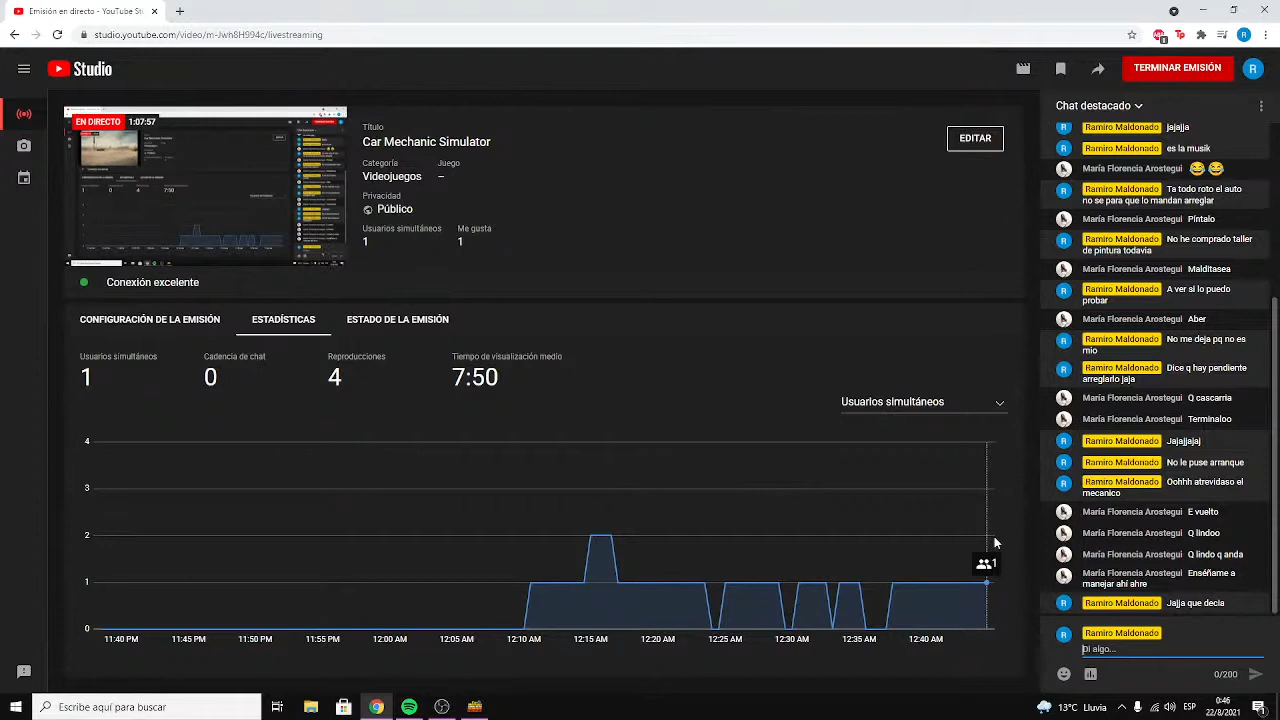 Emisión en directo - YouTube Stu
studio.youtube.com/video/m-Jwh8H994c/livestreaming
R
Studio
TERMINAR EMISIÓN
R
EN DIRECTO 1:07:57
Título
Car Mechanic Simulator
EDITAR
Juego
Videojuegos –
Privacidad
Público
Usuarios simultáneos Me gusta
1 1
Conexión excelente
CONFIGURACIÓN DE LA EMISIÓN ESTADÍSTICAS ESTADO DE LA EMISIÓN
Usuarios simultáneos Cadencia de chat Reproducciones Tiempo de visualización medio
1 0 4 7:50
Usuarios simultáneos
4
3
2
1
0
1
11:40 PM 11:45 PM 11:50 PM 11:55 PM 12:00 AM 12:05 AM 12:10 AM 12:15 AM 12:20 AM 12:25 AM 12:30 AM 12:35 AM 12:40 AM
Chat destacado
R Ramiro Maldonado Jajaja
R Ramiro Maldonado es la musik
María Florencia Arostegui 😂😂
R Ramiro Maldonado Tan todo roto el auto
no se para que lo mandan arreglar
María Florencia Arostegui Píntalo
R Ramiro Maldonado No he comprado taller
de pintura todavia
María Florencia Arostegui Malditasea
R Ramiro Maldonado A ver si lo puedo
probar
María Florencia Arostegui Aber
R Ramiro Maldonado No me deja pq no es
mio
R Ramiro Maldonado Dice q hay pendiente
arreglarlo jaja
María Florencia Arostegui Q cascarria
María Florencia Arostegui Terminaloo
R Ramiro Maldonado Jajajjajaj
R Ramiro Maldonado No le puse arranque
R Ramiro Maldonado Oohhh atrevidaso el
mecanico
María Florencia Arostegui E vuelto
María Florencia Arostegui Q lindoo
María Florencia Arostegui Q lindo q anda
María Florencia Arostegui Enséñame a
manejar ahí ahre
R Ramiro Maldonado Jajja que decia
R Ramiro Maldonado
Di algo...
0/200
Escribe aquí para buscar
13°C Lluvia
ESP
0:46
22/8/2021